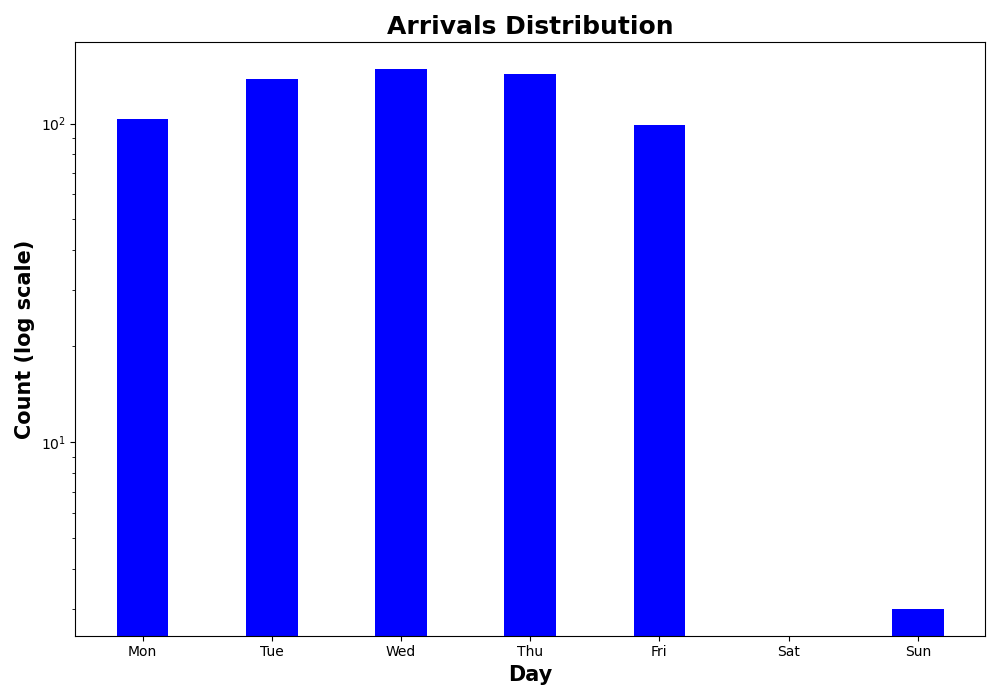 Arrivals Distribution
Count (log scale)
10²
10¹
Mon Tue Wed Thu Fri Sat Sun
Day